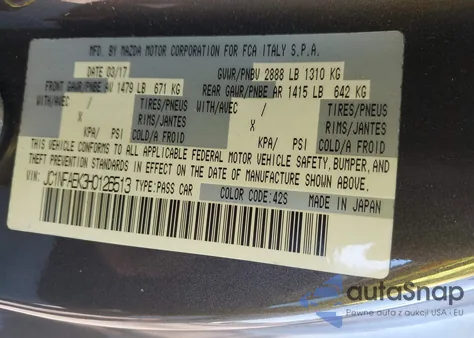 MFD. BY MAZDA MOTOR CORPORATION FOR FCA ITALY S.P.A.
DATE 03/17 GVWR/PNBV 2888 LB 1310 KG
FRONT GAWR/PNBE AV 1479 LB 671 KG REAR GAWR/PNBE AR 1415 LB 642 KG
WITH/AVEC / TIRES/PNEUS WITH/AVEC / TIRES/PNEUS
X RIMS/JANTES X RIMS/JANTES
KPA/ PSI COLD/A FROID KPA/ PSI COLD/A FROID
THIS VEHICLE CONFORMS TO ALL APPLICABLE FEDERAL MOTOR VEHICLE SAFETY, BUMPER, AND
THEFT PREVENTION STANDARDS IN EFFECT ON THE DATE OF MANUFACTURE SHOWN ABOVE.
VIN: JC1NFAEK3H0126513 TYPE:PASS CAR COLOR CODE:42S MADE IN JAPAN
autoSnap
Pewne auta z aukcji USA - EU